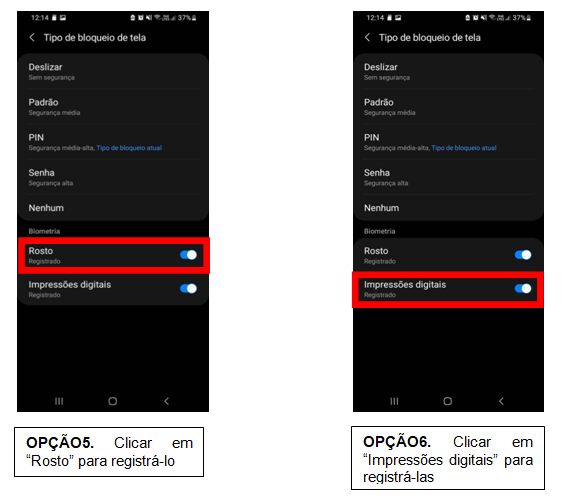 12:14 37%
Tipo de bloqueio de tela
Deslizar
Sem segurança
Padrão
Segurança média
PIN
Segurança média-alta, Tipo de bloqueio atual
Senha
Segurança alta
Nenhum
Biometria
Rosto
Registrado
Impressões digitais
Registrado
OPÇÃO5. Clicar em
“Rosto” para registrá-lo
12:14 37%
Tipo de bloqueio de tela
Deslizar
Sem segurança
Padrão
Segurança média
PIN
Segurança média-alta, Tipo de bloqueio atual
Senha
Segurança alta
Nenhum
Biometria
Rosto
Registrado
Impressões digitais
Registrado
OPÇÃO6. Clicar em
“Impressões digitais” para
registrá-las